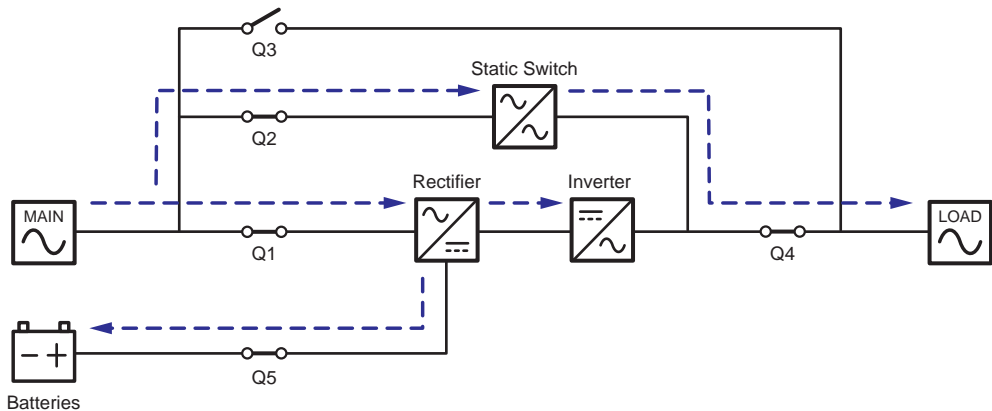 Q3
Static Switch
Q2
Rectifier
Inverter
MAIN
LOAD
Q1
Q4
Q5
Batteries